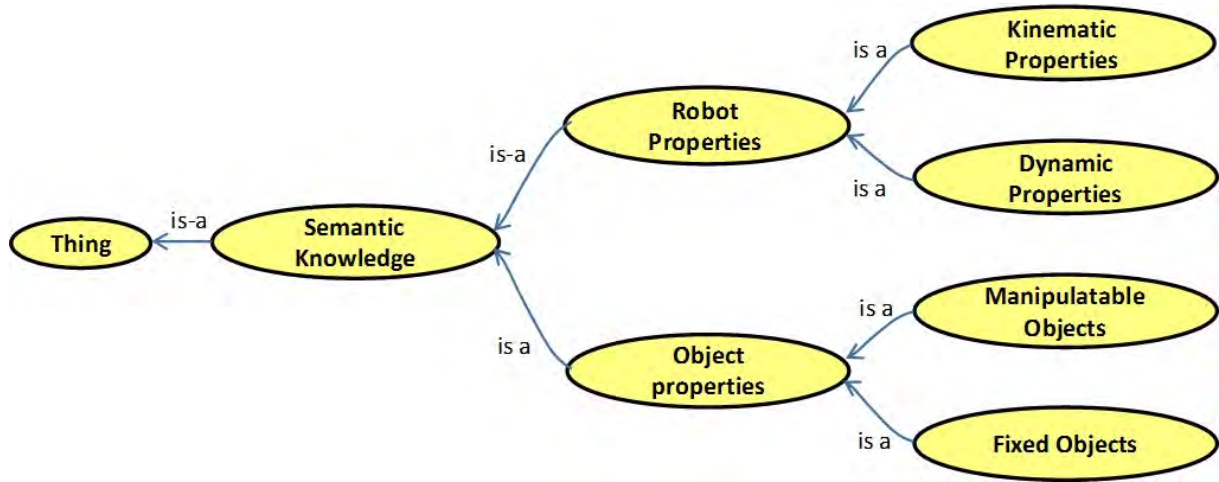 Kinematic
Properties
is a
Robot
Properties
is-a
Dynamic
Properties
is a
Thing
is-a
Semantic
Knowledge
Manipulatable
Objects
is a
Object
properties
is a
Fixed Objects
is a